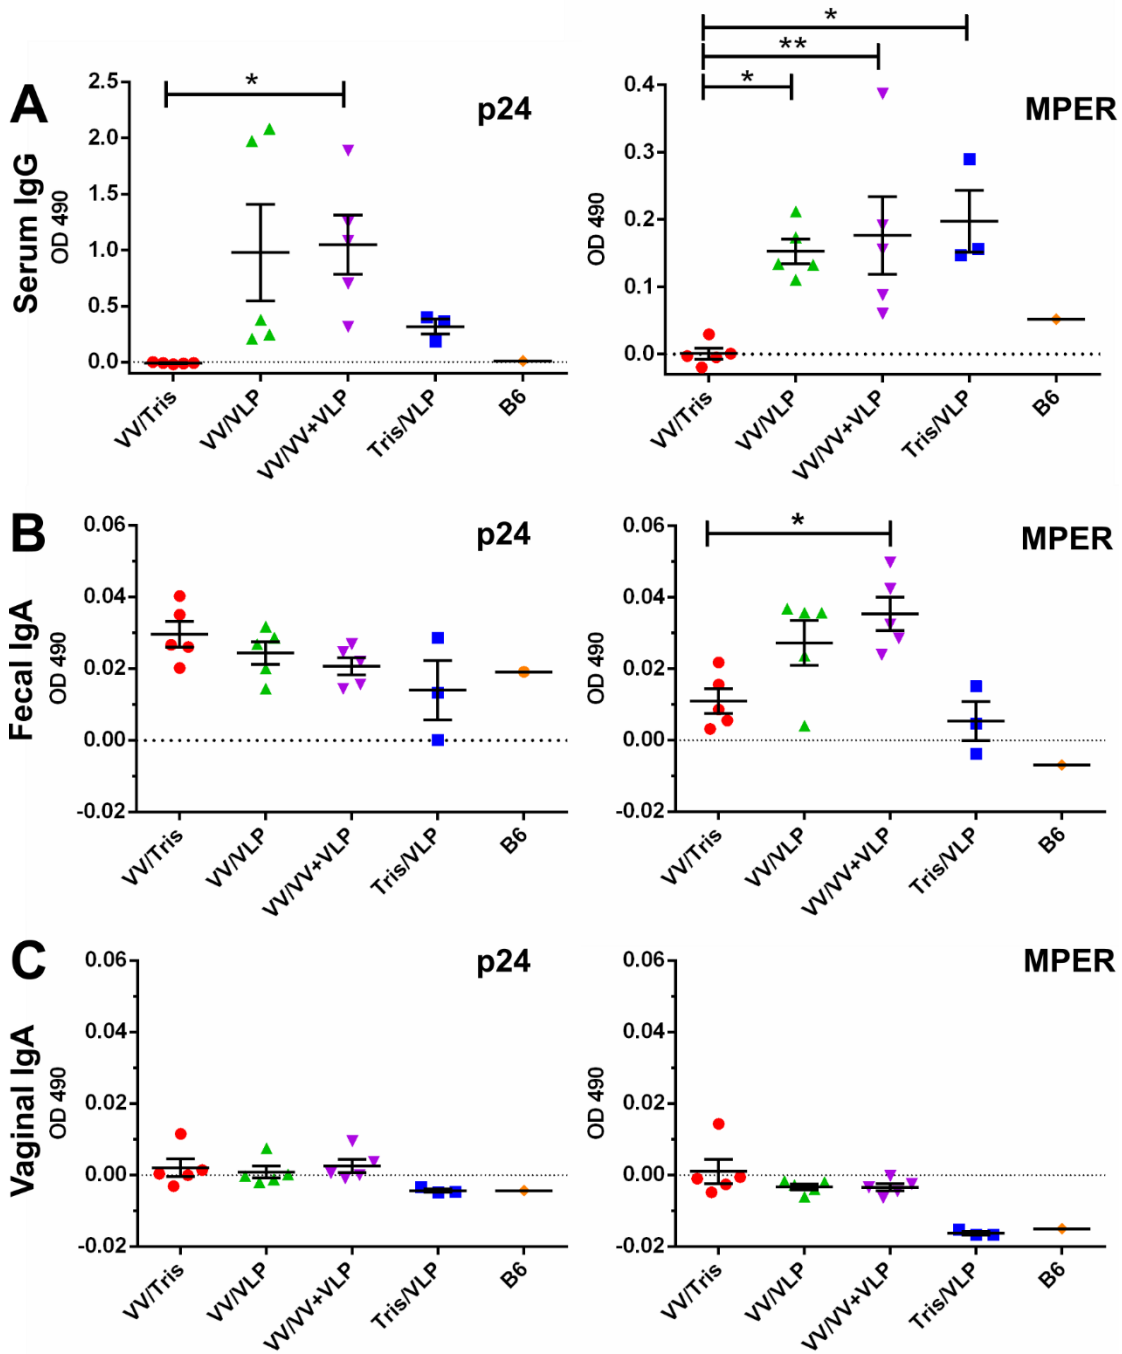 A
Serum IgG
OD 490
p24
*
2.5
2.0
1.5
1.0
0.5
0.0
VV/Tris
VV/VLP
VV/VV+VLP
Tris/VLP
B6
MPER
*
**
*
OD 490
0.4
0.3
0.2
0.1
0.0
VV/Tris
VV/VLP
VV/VV+VLP
Tris/VLP
B6
B
Fecal IgA
OD 490
p24
0.06
0.04
0.02
0.00
-0.02
VV/Tris
VV/VLP
VV/VV+VLP
Tris/VLP
B6
MPER
*
OD 490
0.06
0.04
0.02
0.00
-0.02
VV/Tris
VV/VLP
VV/VV+VLP
Tris/VLP
B6
C
Vaginal IgA
OD 490
p24
0.06
0.04
0.02
0.00
-0.02
VV/Tris
VV/VLP
VV/VV+VLP
Tris/VLP
B6
MPER
OD 490
0.06
0.04
0.02
0.00
-0.02
VV/Tris
VV/VLP
VV/VV+VLP
Tris/VLP
B6